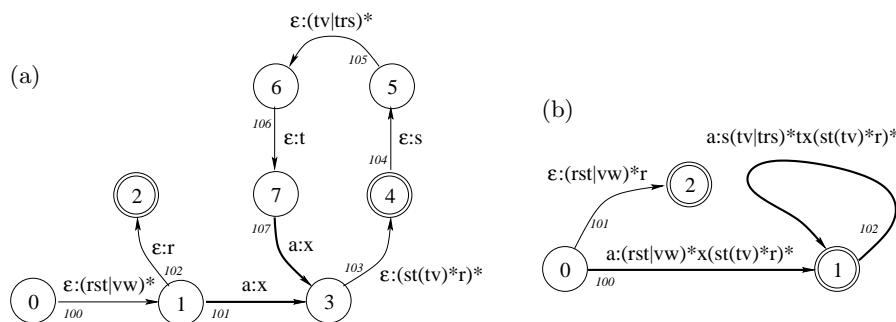 ε:(tv|trs)*
105
(a)
6
5
106
ε:t
104
ε:s
2
7
4
107
ε:r
a:x
103
ε:(st(tv)*r)*
102
0
ε:(rst|vw)*
1
a:x
3
100
101
(b)
a:s(tv|trs)*tx(st(tv)*r)*
ε:(rst|vw)*r
2
101
102
0
a:(rst|vw)*x(st(tv)*r)*
1
100